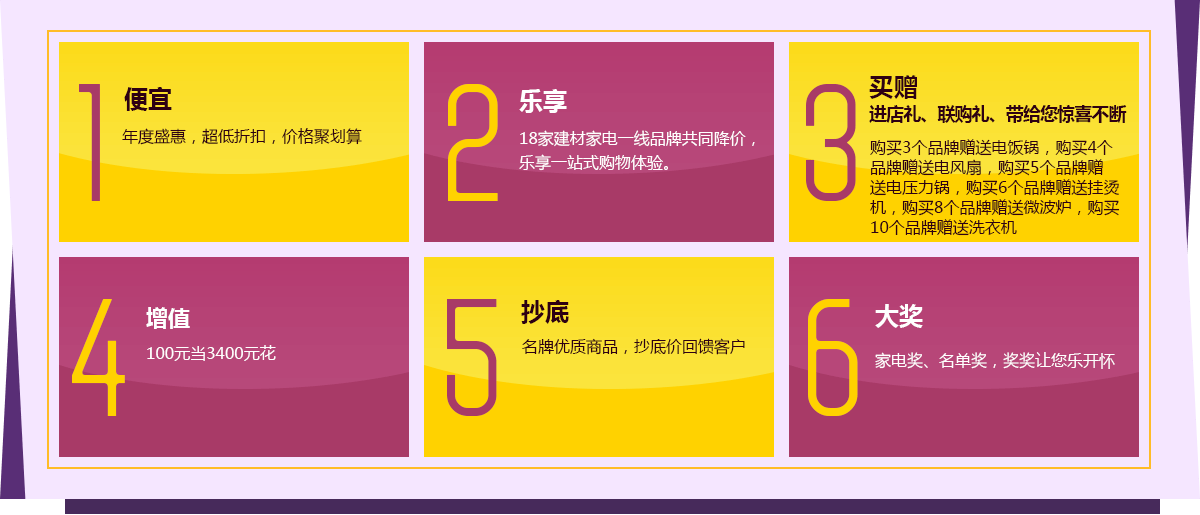 1
便宜
年度盛惠，超低折扣，价格聚划算
2
乐享
18家建材家电一线品牌共同降价，
乐享一站式购物体验。
3
买赠
进店礼、联购礼、带给您惊喜不断
购买3个品牌赠送电饭锅，购买4个
品牌赠送电风扇，购买5个品牌赠
送电压力锅，购买6个品牌赠送挂烫
机，购买8个品牌赠送微波炉，购买
10个品牌赠送洗衣机
4
增值
100元当3400元花
5
抄底
名牌优质商品，抄底价回馈客户
6
大奖
家电奖、名单奖，奖奖让您乐开怀